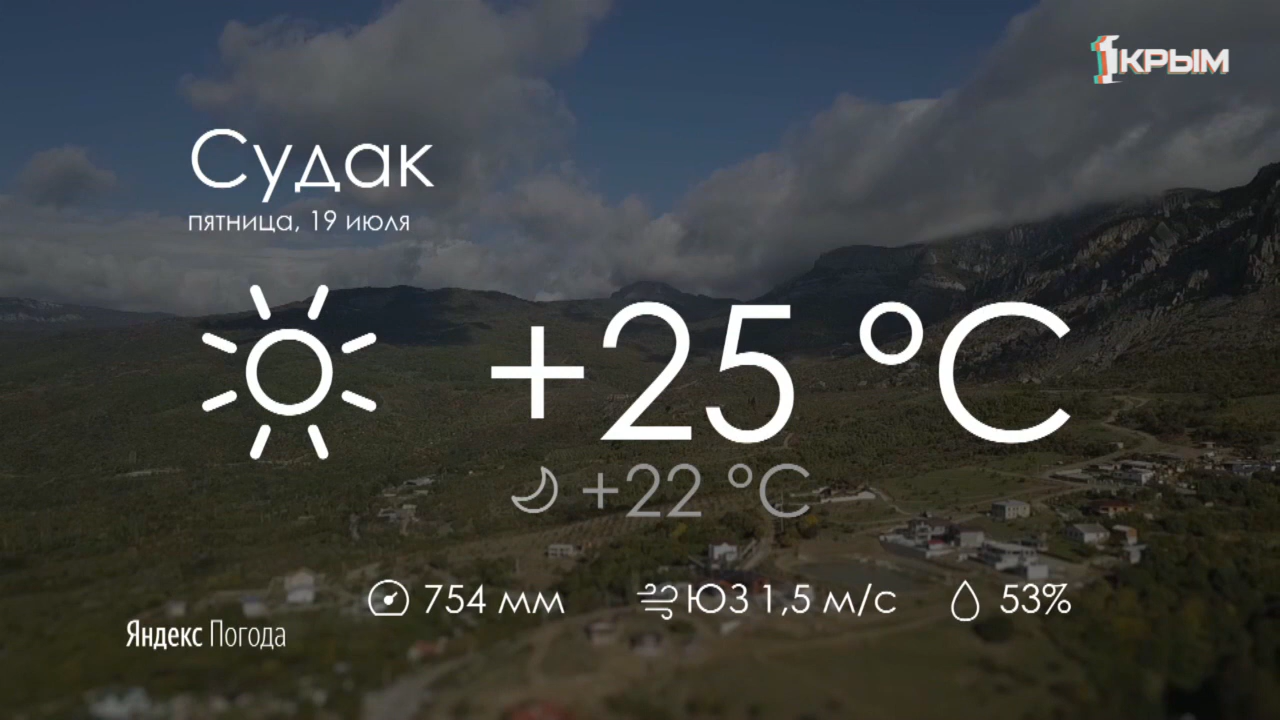 1КРЫМ
Судак
пятница, 19 июля
+25 °C
+22 °C
754 мм ЮЗ 1,5 м/с 53%
Яндекс Погода